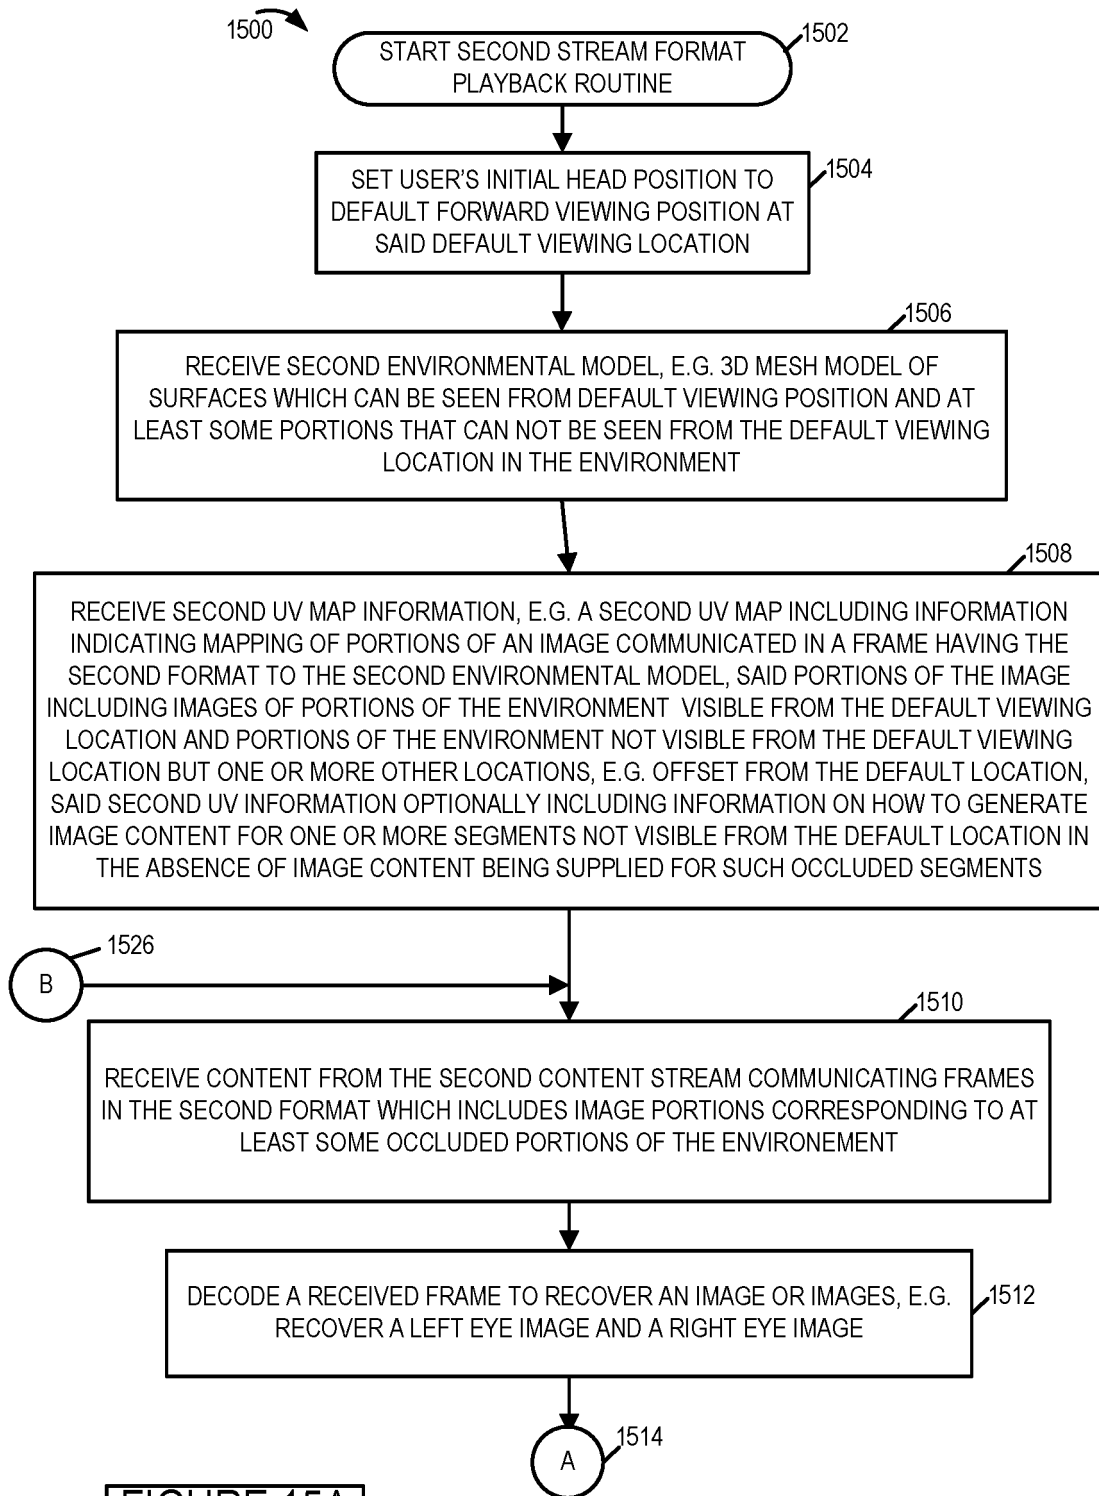 1500
START SECOND STREAM FORMAT
PLAYBACK ROUTINE
1502
SET USER'S INITIAL HEAD POSITION TO
DEFAULT FORWARD VIEWING POSITION AT
SAID DEFAULT VIEWING LOCATION
1504
1506
RECEIVE SECOND ENVIRONMENTAL MODEL, E.G. 3D MESH MODEL OF
SURFACES WHICH CAN BE SEEN FROM DEFAULT VIEWING POSITION AND AT
LEAST SOME PORTIONS THAT CAN NOT BE SEEN FROM THE DEFAULT VIEWING
LOCATION IN THE ENVIRONMENT
1508
RECEIVE SECOND UV MAP INFORMATION, E.G. A SECOND UV MAP INCLUDING INFORMATION
INDICATING MAPPING OF PORTIONS OF AN IMAGE COMMUNICATED IN A FRAME HAVING THE
SECOND FORMAT TO THE SECOND ENVIRONMENTAL MODEL, SAID PORTIONS OF THE IMAGE
INCLUDING IMAGES OF PORTIONS OF THE ENVIRONMENT VISIBLE FROM THE DEFAULT VIEWING
LOCATION AND PORTIONS OF THE ENVIRONMENT NOT VISIBLE FROM THE DEFAULT VIEWING
LOCATION BUT ONE OR MORE OTHER LOCATIONS, E.G. OFFSET FROM THE DEFAULT LOCATION,
SAID SECOND UV INFORMATION OPTIONALLY INCLUDING INFORMATION ON HOW TO GENERATE
IMAGE CONTENT FOR ONE OR MORE SEGMENTS NOT VISIBLE FROM THE DEFAULT LOCATION IN
THE ABSENCE OF IMAGE CONTENT BEING SUPPLIED FOR SUCH OCCLUDED SEGMENTS
1526
B
1510
RECEIVE CONTENT FROM THE SECOND CONTENT STREAM COMMUNICATING FRAMES
IN THE SECOND FORMAT WHICH INCLUDES IMAGE PORTIONS CORRESPONDING TO AT
LEAST SOME OCCLUDED PORTIONS OF THE ENVIRONEMENT
DECODE A RECEIVED FRAME TO RECOVER AN IMAGE OR IMAGES, E.G.
RECOVER A LEFT EYE IMAGE AND A RIGHT EYE IMAGE
1512
A
1514
FIGURE 15A